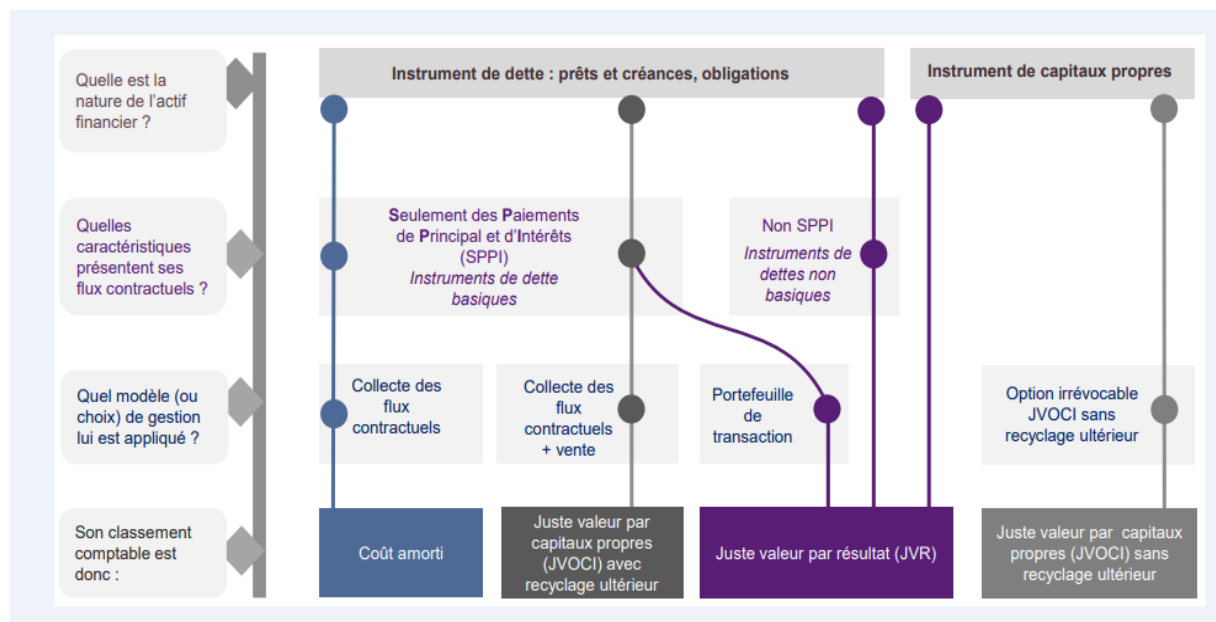 Quelle est la
nature de l'actif
financier ?
Instrument de dette : prêts et créances, obligations
Instrument de capitaux propres
Quelles
caractéristiques
présentent ses
flux contractuels ?
Seulement des Paiements
de Principal et d'Intérêts
(SPPI)
Instruments de dette
basiques
Non SPPI
Instruments de
dettes non
basiques
Quel modèle (ou
choix) de gestion
lui est appliqué ?
Collecte des
flux
contractuels
Collecte des
flux
contractuels
+ vente
Portefeuille
de
transaction
Option irrévocable
JVOCI sans
recyclage ultérieur
Son classement
comptable est
donc :
Coût amorti
Juste valeur par
capitaux propres
(JVOCI) avec
recyclage ultérieur
Juste valeur par résultat (JVR)
Juste valeur par capitaux
propres (JVOCI) sans
recyclage ultérieur